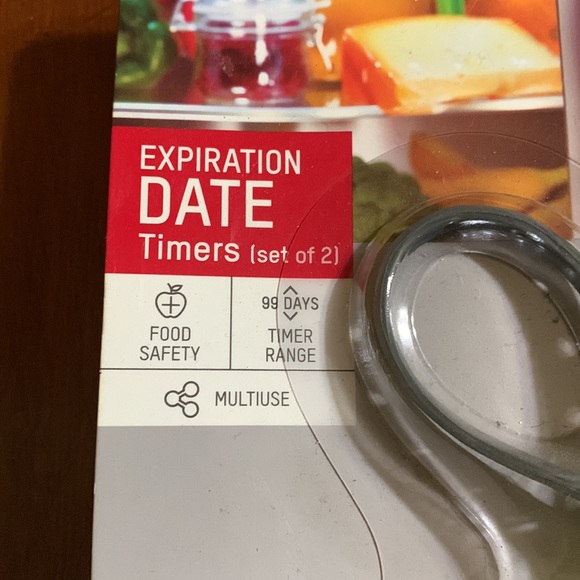 EXPIRATION
DATE
Timers (set of 2)
FOOD
SAFETY
99 DAYS
TIMER
RANGE
MULTIUSE